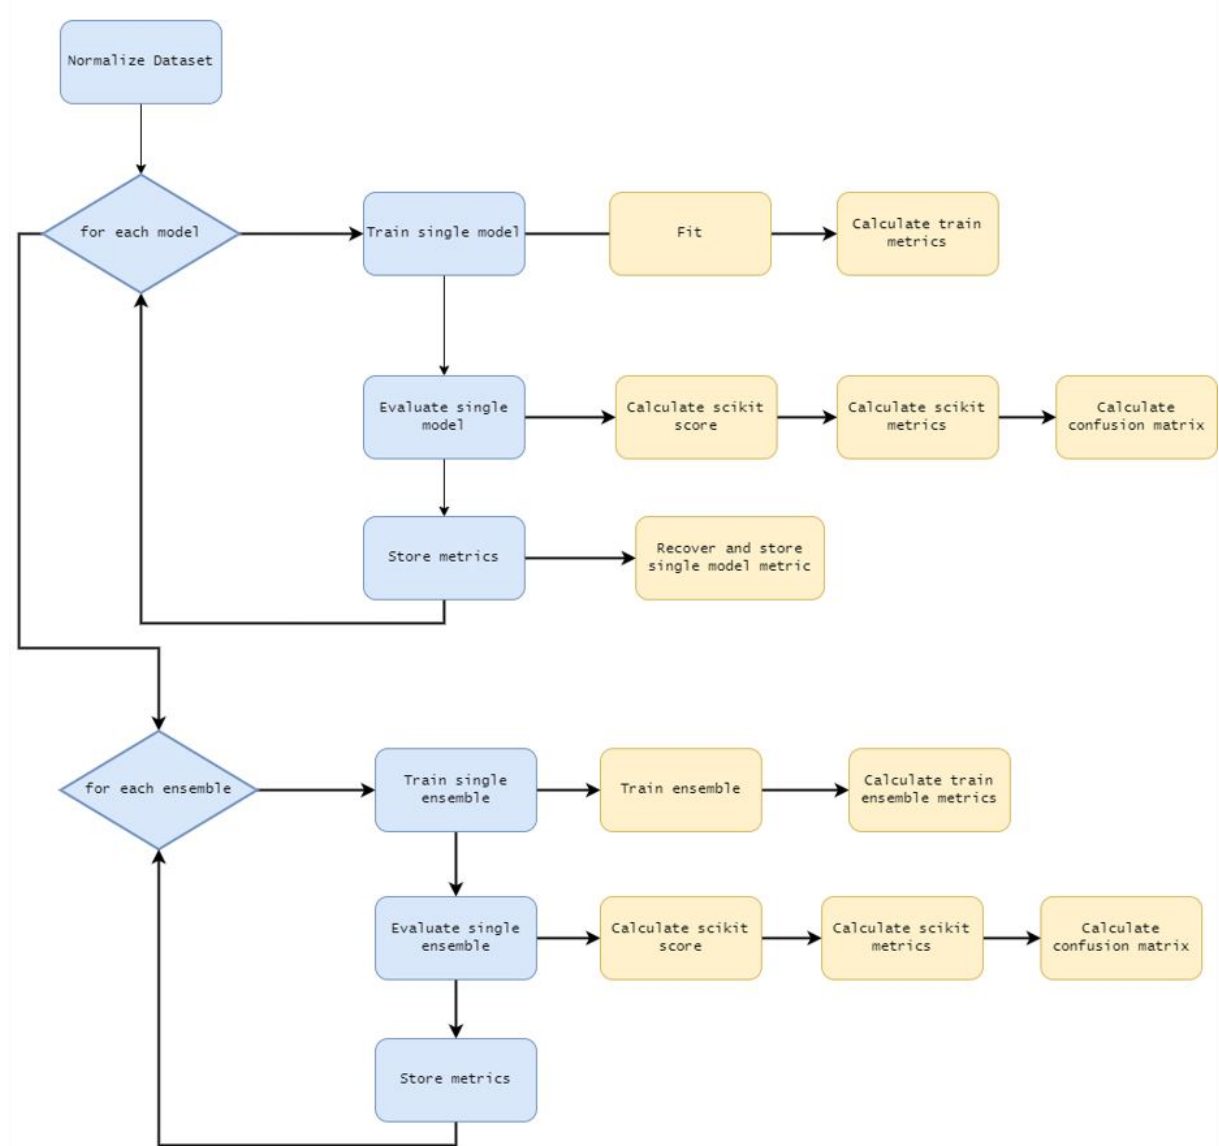 Normalize Dataset
for each model
Train single model
Fit
Calculate train
metrics
Evaluate single
model
Calculate scikit
score
Calculate scikit
metrics
Calculate
confusion matrix
Store metrics
Recover and store
single model metric
for each ensemble
Train single
ensemble
Train ensemble
Calculate train
ensemble metrics
Evaluate single
ensemble
Calculate scikit
score
Calculate scikit
metrics
Calculate
confusion matrix
Store metrics